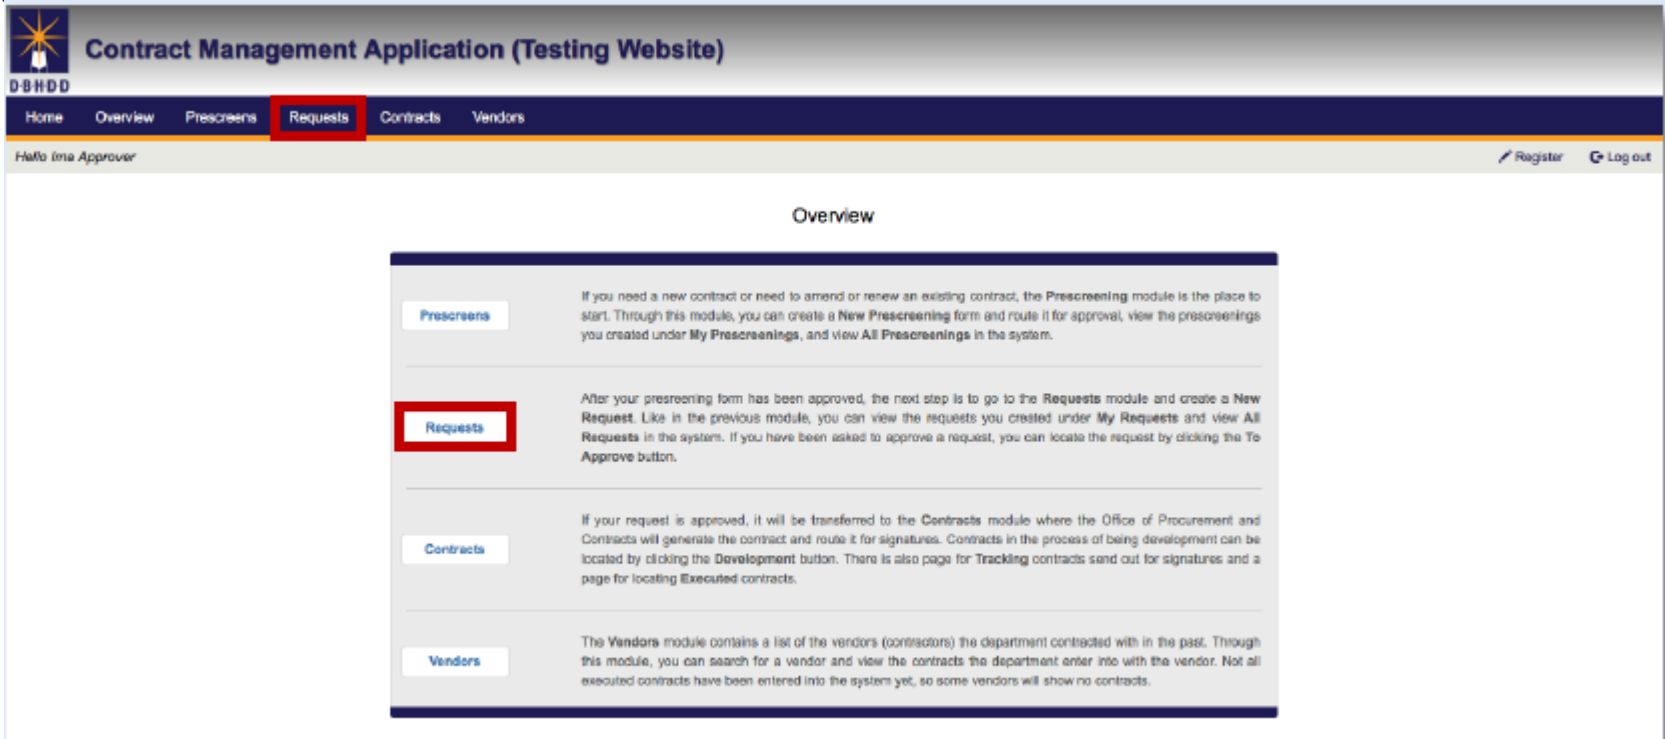 Contract Management Application (Testing Website)
D·B·H·D·D
Home Overview Prescreens Requests Contracts Vendors
Hello Ima Approver Register Log out
Overview
Prescreens
If you need a new contract or need to amend or renew an existing contract, the Prescreening module is the place to
start. Through this module, you can create a New Prescreening form and route it for approval, view the prescreenings
you created under My Prescreenings, and view All Prescreenings in the system.
Requests
After your presreening form has been approved, the next step is to go to the Requests module and create a New
Request. Like in the previous module, you can view the requests you created under My Requests and view All
Requests in the system. If you have been asked to approve a request, you can locate the request by clicking the To
Approve button.
Contracts
If your request is approved, it will be transferred to the Contracts module where the Office of Procurement and
Contracts will generate the contract and route it for signatures. Contracts in the process of being development can be
located by clicking the Development button. There is also page for Tracking contracts send out for signatures and a
page for locating Executed contracts.
Vendors
The Vendors module contains a list of the vendors (contractors) the department contracted with in the past. Through
this module, you can search for a vendor and view the contracts the department enter into with the vendor. Not all
executed contracts have been entered into the system yet, so some vendors will show no contracts.